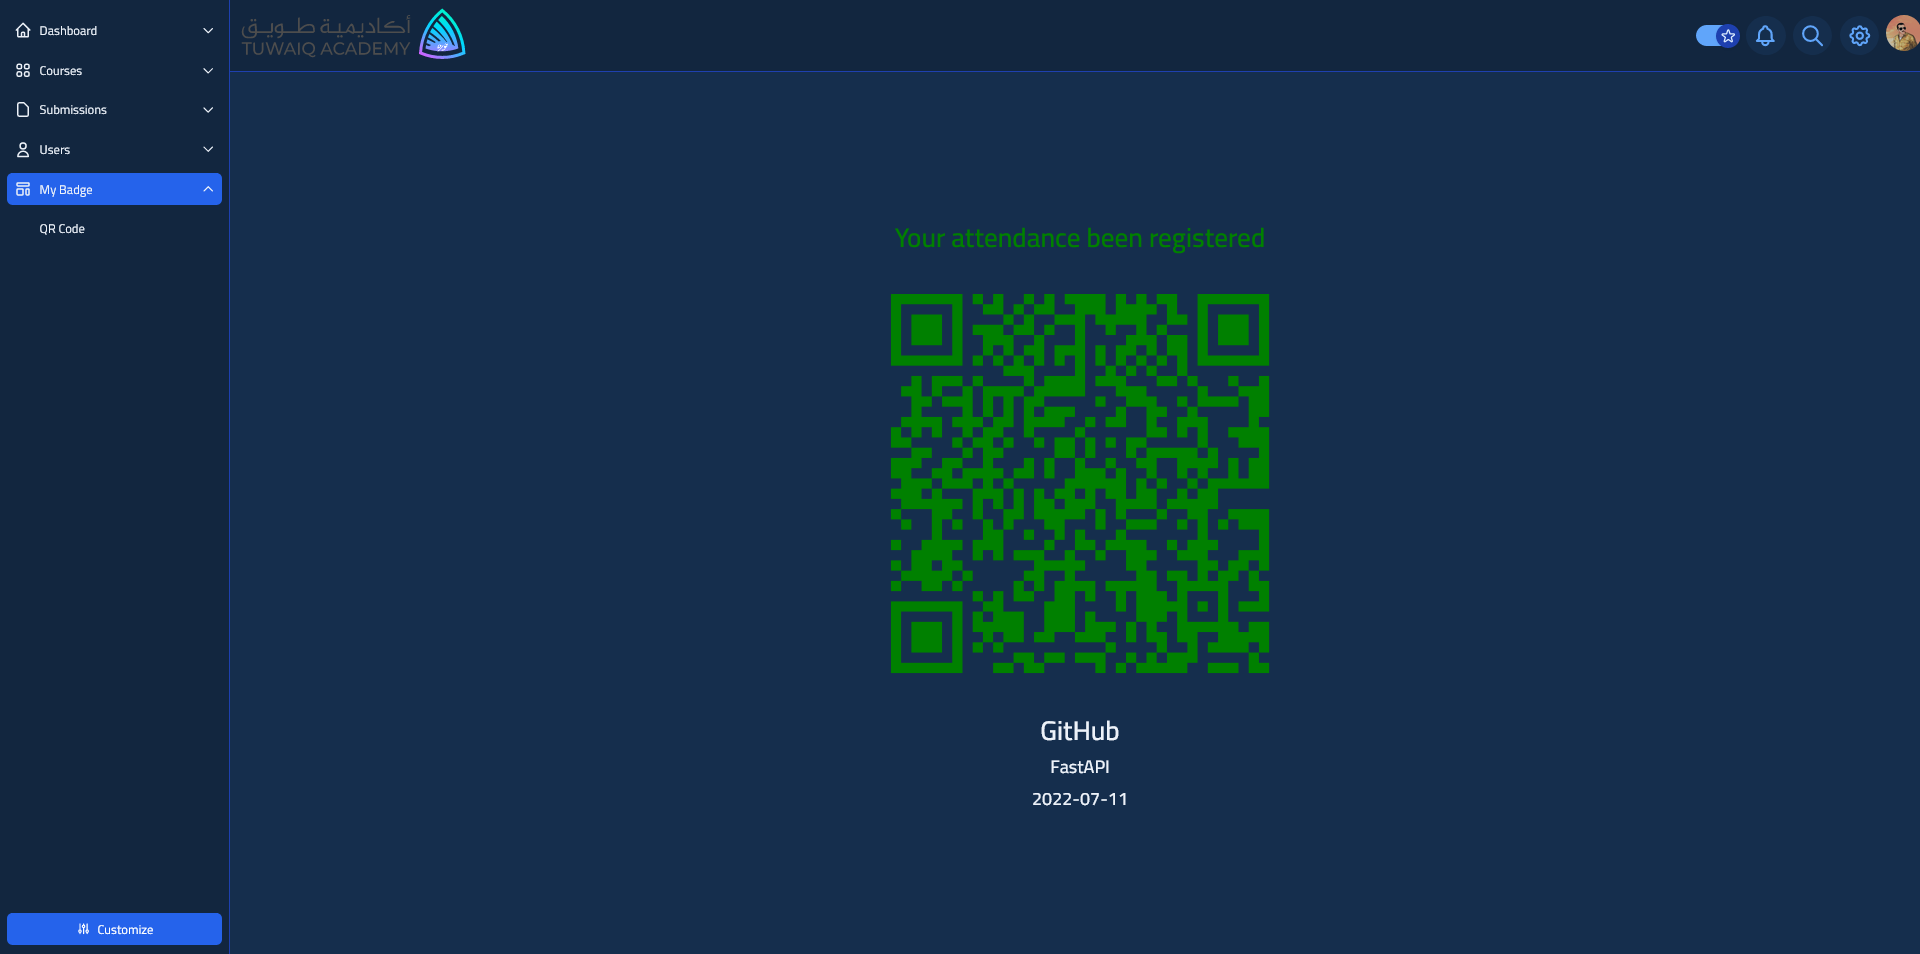 Dashboard
Courses
Submissions
Users
My Badge
QR Code
Customize
أكاديمية طويق
TUWAIQ ACADEMY
Your attendance been registered
GitHub
FastAPI
2022-07-11